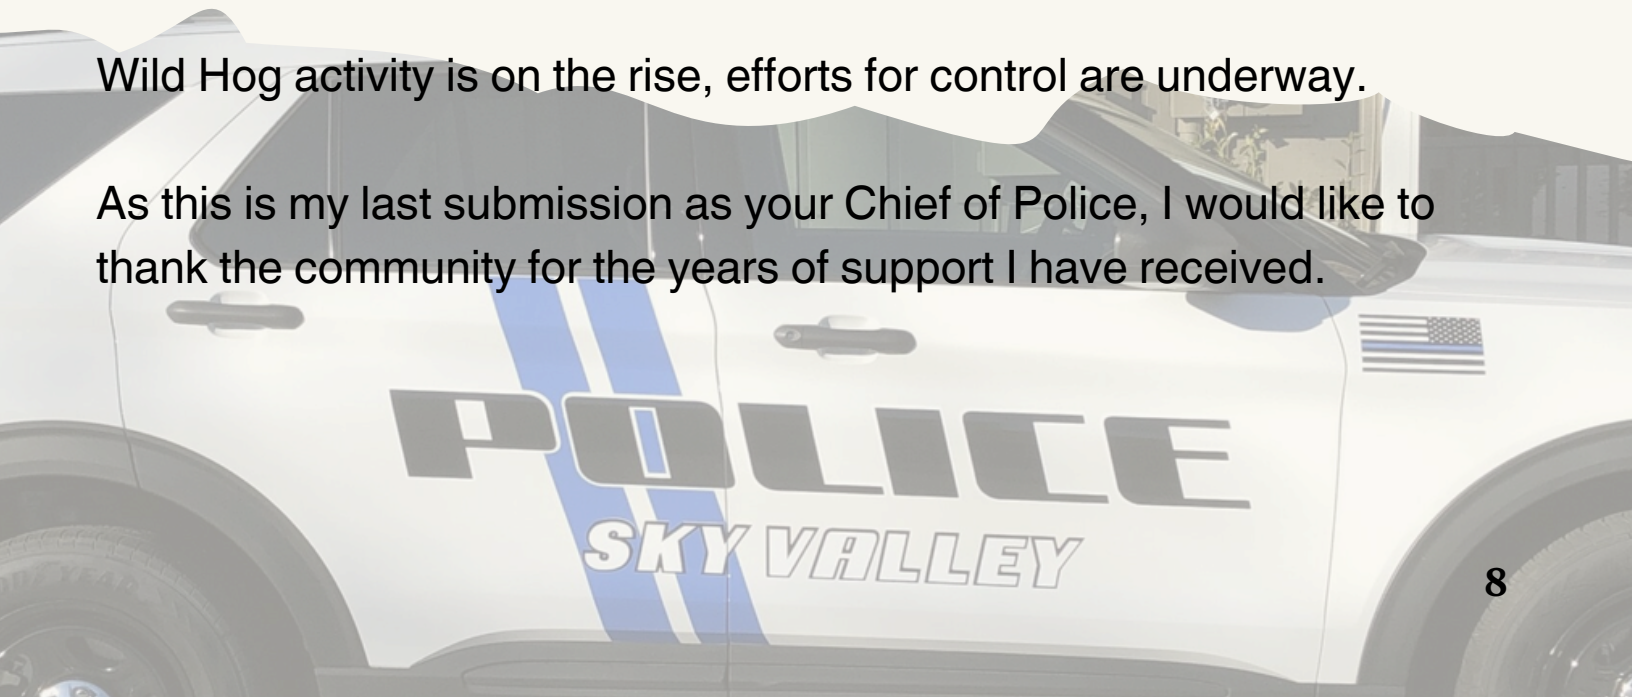 Wild Hog activity is on the rise, efforts for control are underway.
As this is my last submission as your Chief of Police, I would like to
thank the community for the years of support I have received.
POLICE
SKY VALLEY
8